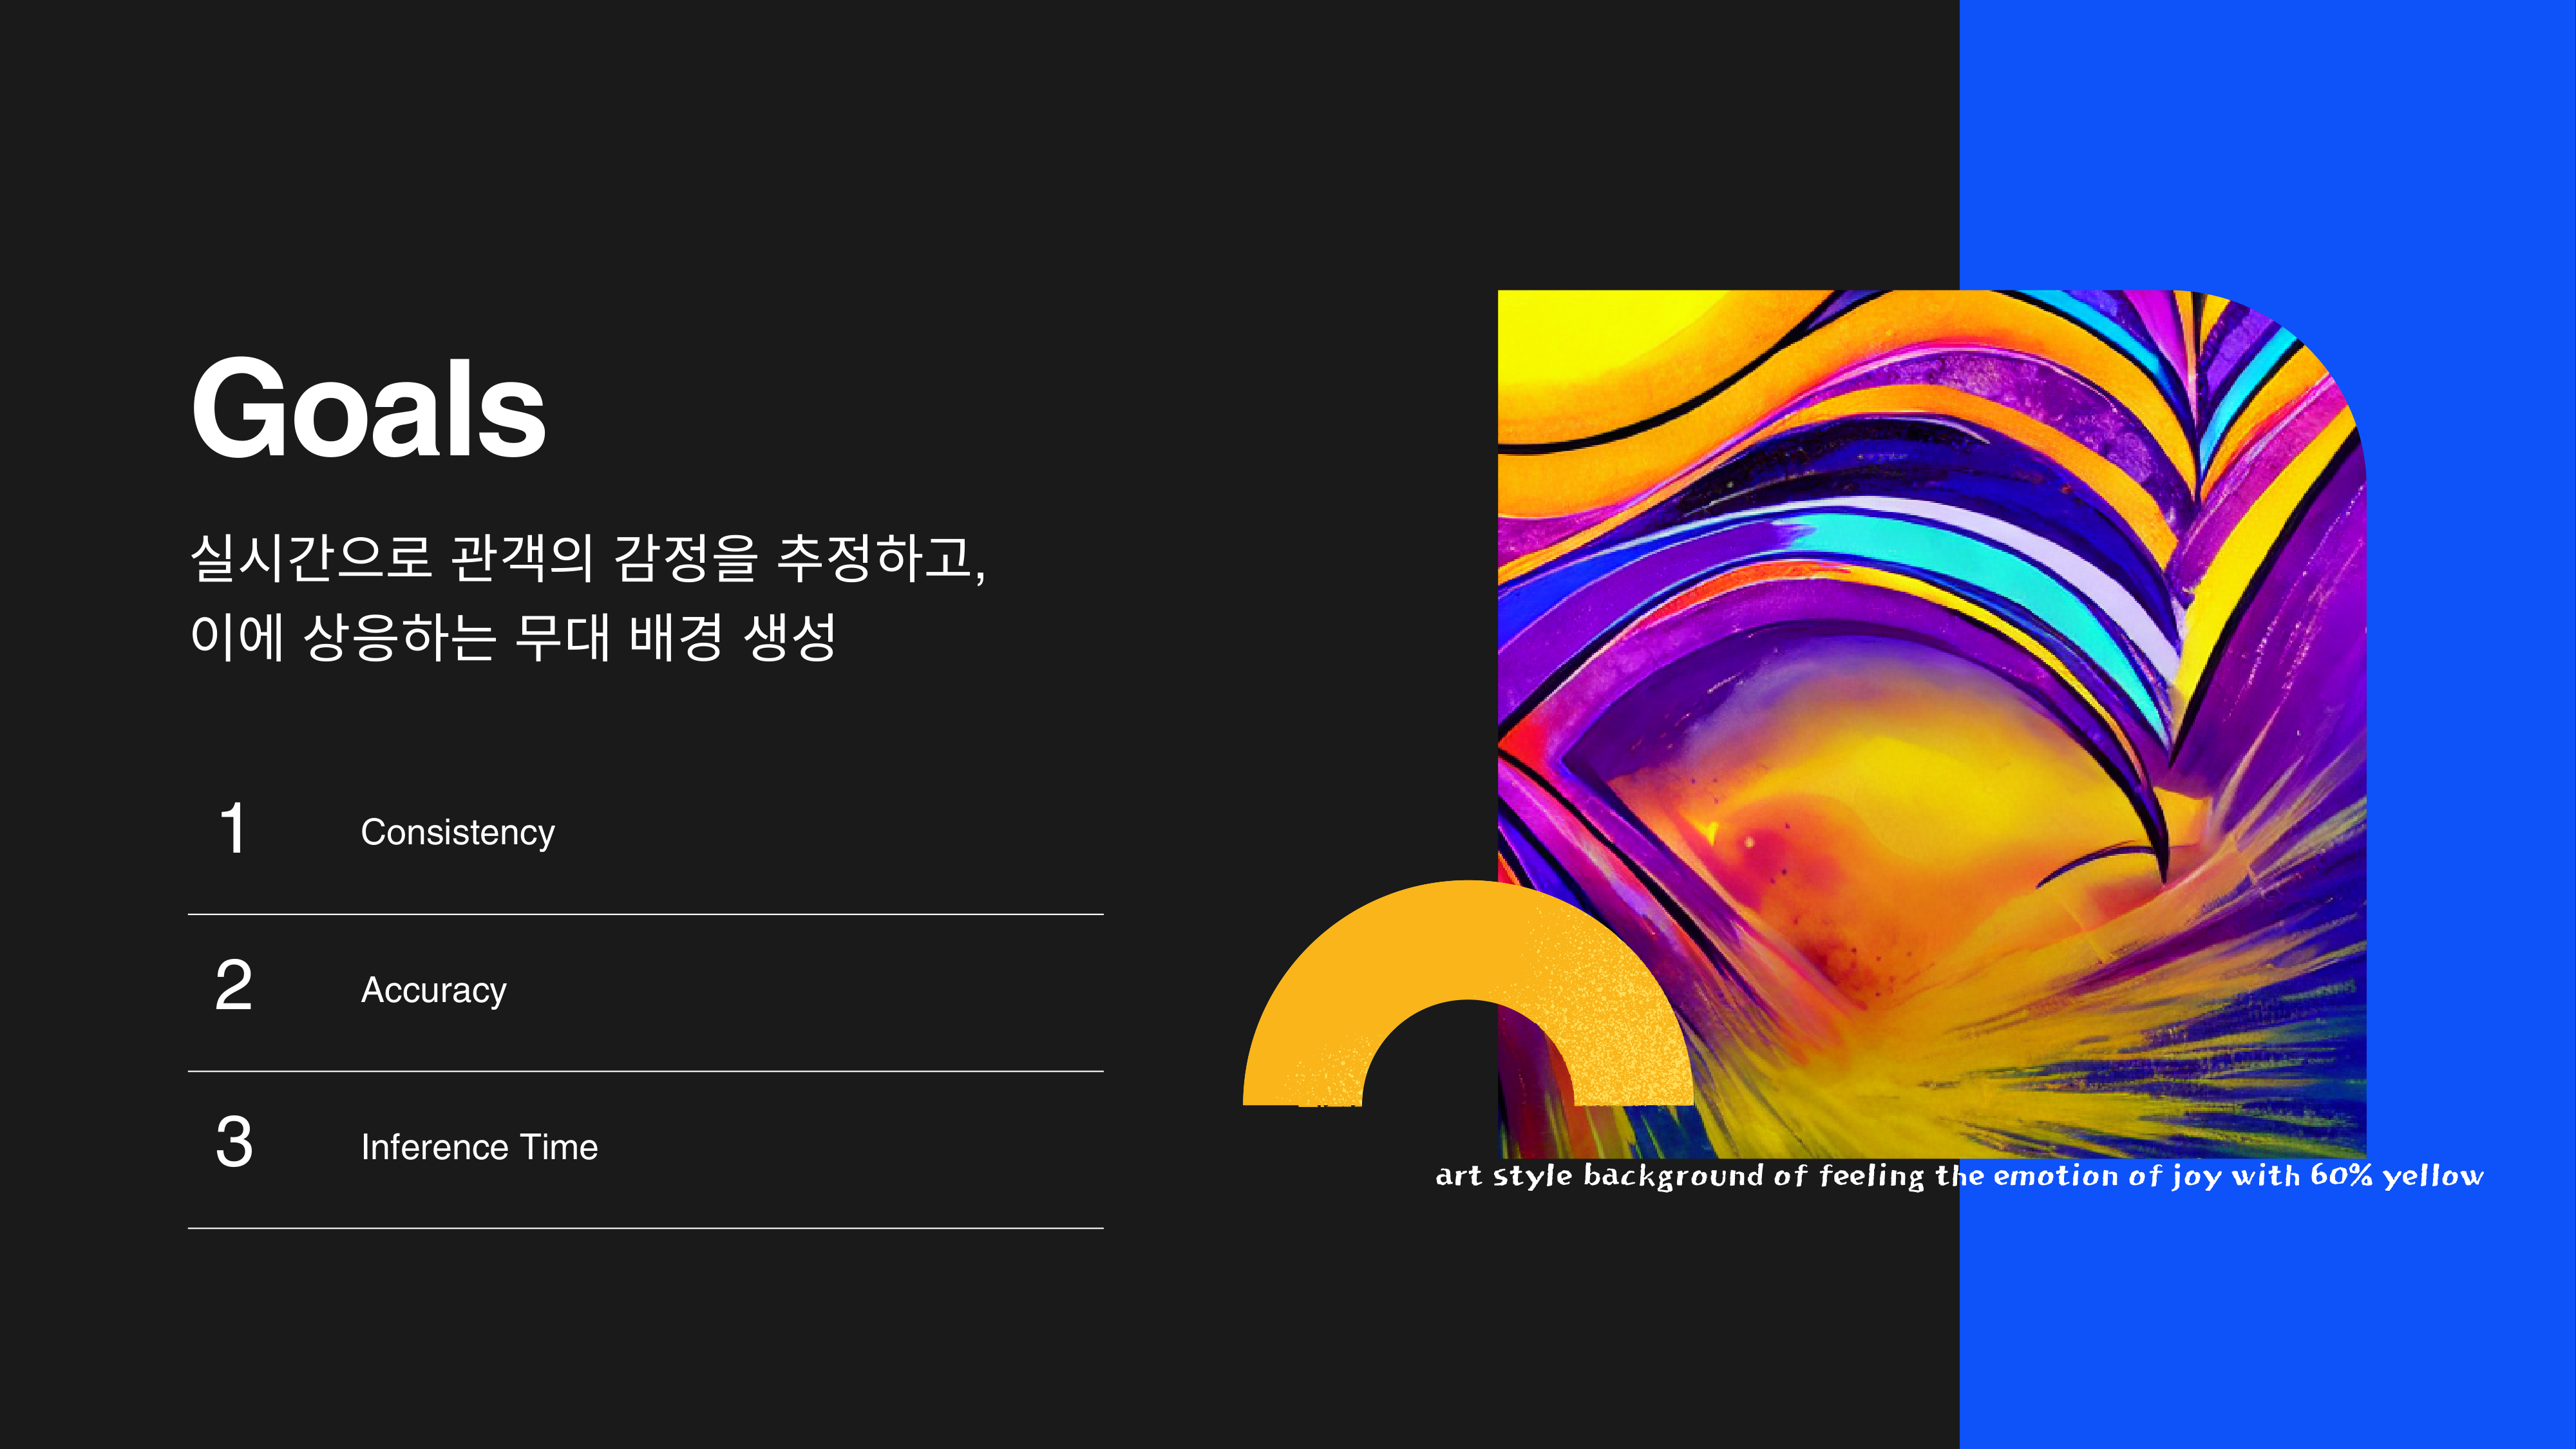 Goals
실시간으로 관객의 감정을 추정하고,
이에 상응하는 무대 배경 생성
1 Consistency
2 Accuracy
3 Inference Time
art style background of feeling the emotion of joy with 60% yellow